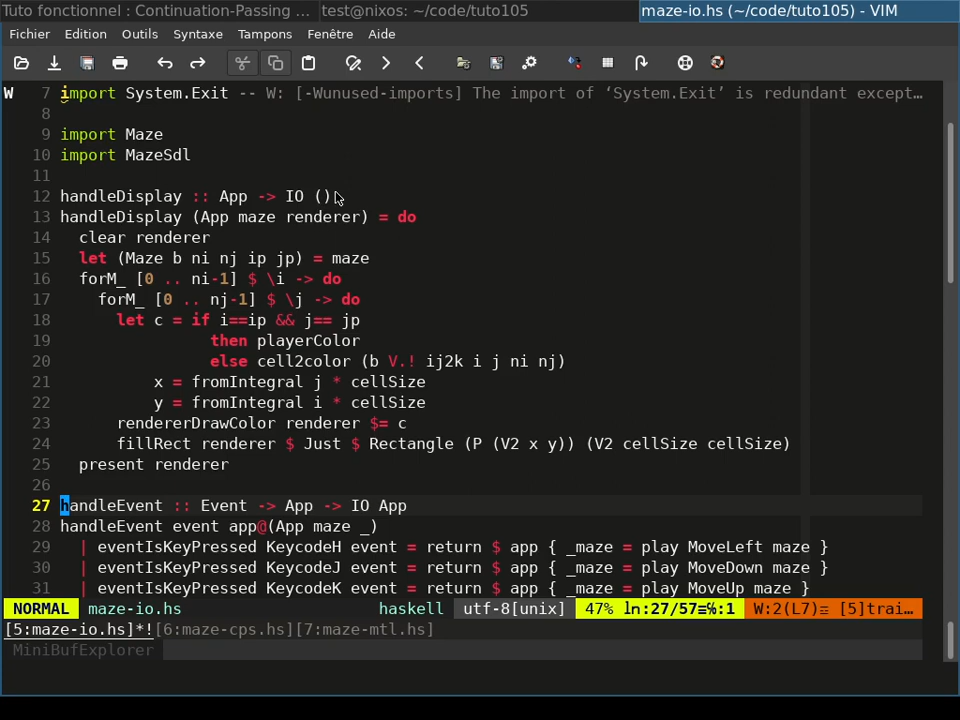 Tuto fonctionnel : Continuation-Passing ... test@nixos: ~/code/tuto105 maze-io.hs (~/code/tuto105) - VIM
Fichier Edition Outils Syntaxe Tampons Fenêtre Aide
W 7 import System.Exit -- W: [-Wunused-imports] The import of ‘System.Exit’ is redundant except…
8
9 import Maze
10 import MazeSdl
11
12 handleDisplay :: App -> IO ()
13 handleDisplay (App maze renderer) = do
14   clear renderer
15   let (Maze b ni nj ip jp) = maze
16   forM_ [0 .. ni-1] $ \i -> do
17     forM_ [0 .. nj-1] $ \j -> do
18       let c = if i==ip && j== jp
19                 then playerColor
20                 else cell2color (b V.! ij2k i j ni nj)
21           x = fromIntegral j * cellSize
22           y = fromIntegral i * cellSize
23       rendererDrawColor renderer $= c
24       fillRect renderer $ Just $ Rectangle (P (V2 x y)) (V2 cellSize cellSize)
25   present renderer
26
27 handleEvent :: Event -> App -> IO App
28 handleEvent event app@(App maze _)
29   | eventIsKeyPressed KeycodeH event = return $ app { _maze = play MoveLeft maze }
30   | eventIsKeyPressed KeycodeJ event = return $ app { _maze = play MoveDown maze }
31   | eventIsKeyPressed KeycodeK event = return $ app { _maze = play MoveUp maze }
NORMAL maze-io.hs haskell utf-8[unix] 47% ln:27/57≡℅:1 W:2(L7)≡ [5]trai…
[5:maze-io.hs]*![6:maze-cps.hs][7:maze-mtl.hs]
MiniBufExplorer